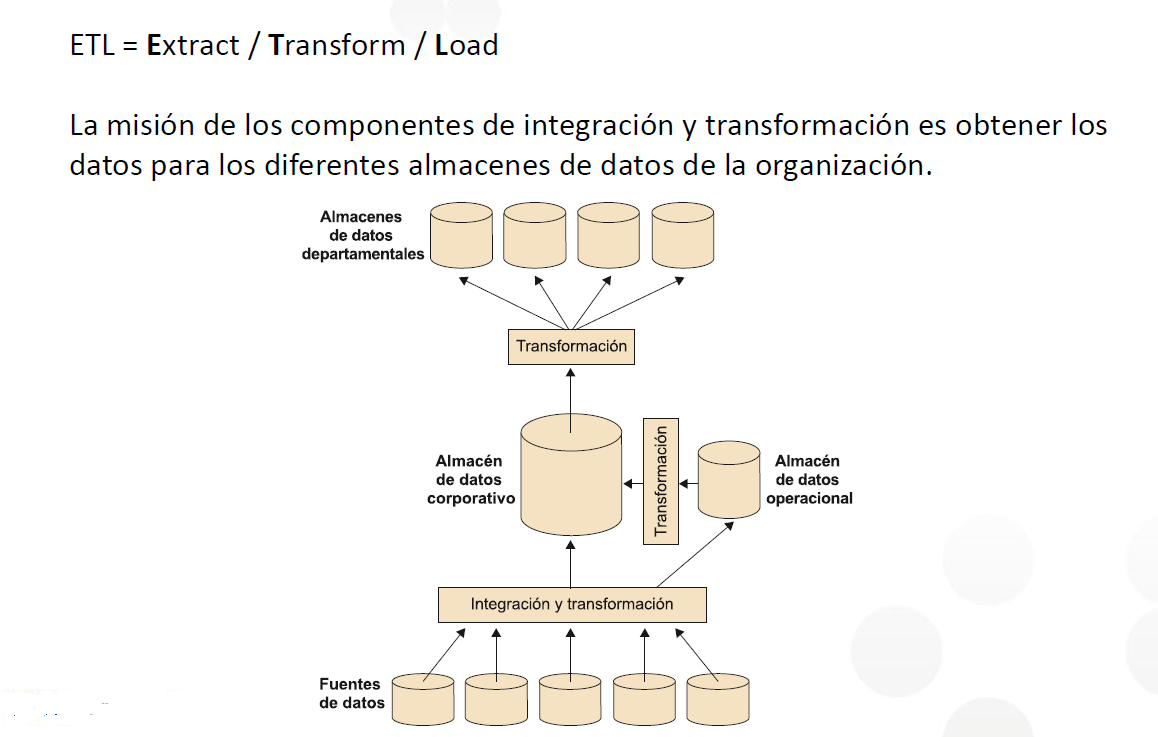 ETL = Extract / Transform / Load
La misión de los componentes de integración y transformación es obtener los
datos para los diferentes almacenes de datos de la organización.
Almacenes
de datos
departamentales
Transformación
Almacén
de datos
corporativo
Transformación
Almacén
de datos
operacional
Integración y transformación
Fuentes
de datos